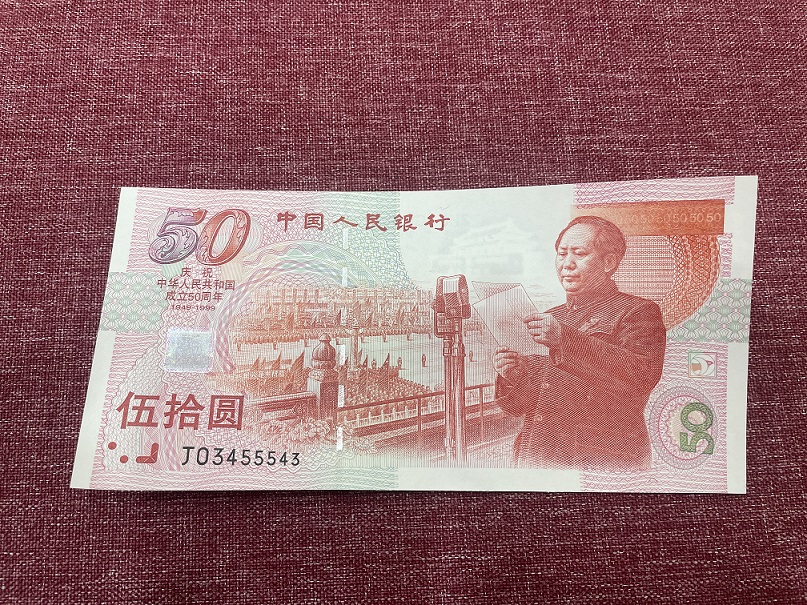 50
中国人民银行
庆祝
中华人民共和国
成立50周年
1949-1999
伍拾圆
J03455543
50